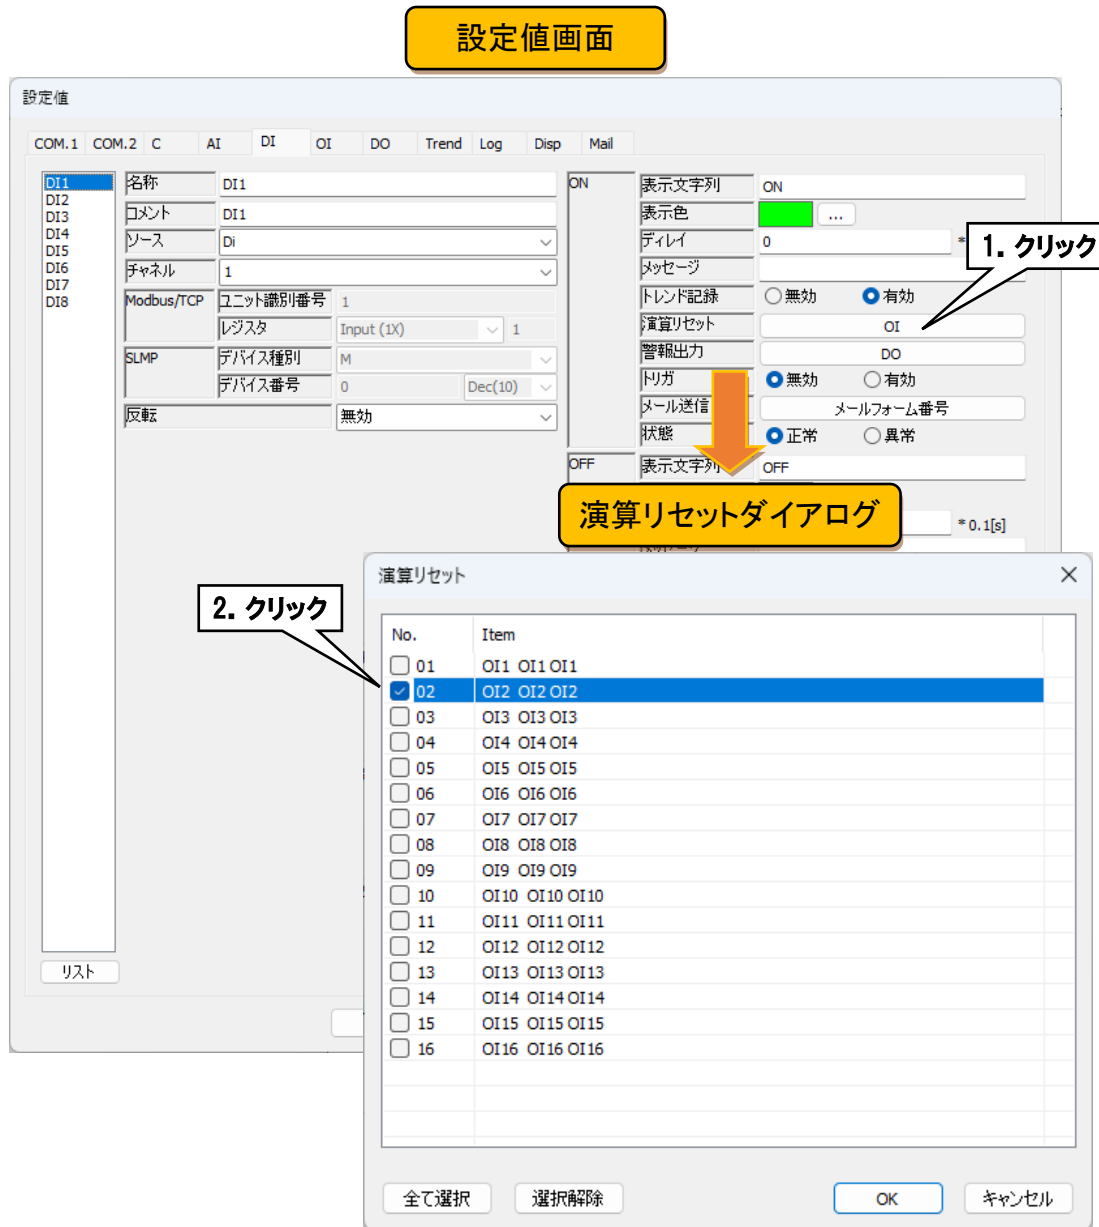 設定値画面
設定値
COM.1 COM.2 C AI DI OI DO Trend Log Disp Mail
DI1
DI2
DI3
DI4
DI5
DI6
DI7
DI8
リスト
名称 DI1
コメント DI1
ソース Di
チャネル 1
Modbus/TCP ユニット識別番号 1
レジスタ Input (1X) 1
SLMP デバイス種別 M
デバイス番号 0 Dec(10)
反転 無効
ON 表示文字列 ON
表示色 ...
ディレイ 0 *
メッセージ
トレンド記録 無効 有効
演算リセット OI
警報出力 DO
トリガ 無効 有効
メール送信 メールフォーム番号
状態 正常 異常
OFF 表示文字列 OFF
*0.1[s]
1. クリック
演算リセットダイアログ
2. クリック
演算リセット
No. Item
01 OI1 OI1 OI1
02 OI2 OI2 OI2
03 OI3 OI3 OI3
04 OI4 OI4 OI4
05 OI5 OI5 OI5
06 OI6 OI6 OI6
07 OI7 OI7 OI7
08 OI8 OI8 OI8
09 OI9 OI9 OI9
10 OI10 OI10 OI10
11 OI11 OI11 OI11
12 OI12 OI12 OI12
13 OI13 OI13 OI13
14 OI14 OI14 OI14
15 OI15 OI15 OI15
16 OI16 OI16 OI16
全て選択 選択解除 OK キャンセル